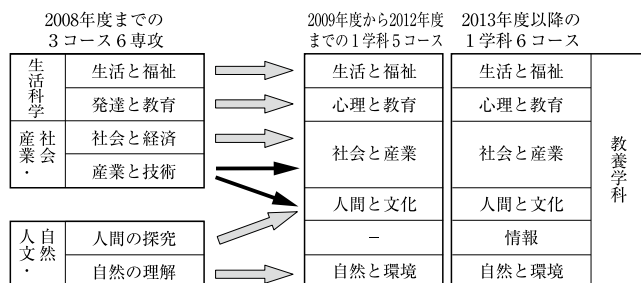 2008年度までの
3コース6専攻
生活科学
生活と福祉
発達と教育
社会・
産業・
社会と経済
産業と技術
自然
人文・
人間の探究
自然の理解
2009年度から2012年度
までの1学科5コース
生活と福祉
心理と教育
社会と産業
人間と文化
－
自然と環境
2013年度以降の
1学科6コース
生活と福祉
心理と教育
社会と産業
人間と文化
情報
自然と環境
教養学科